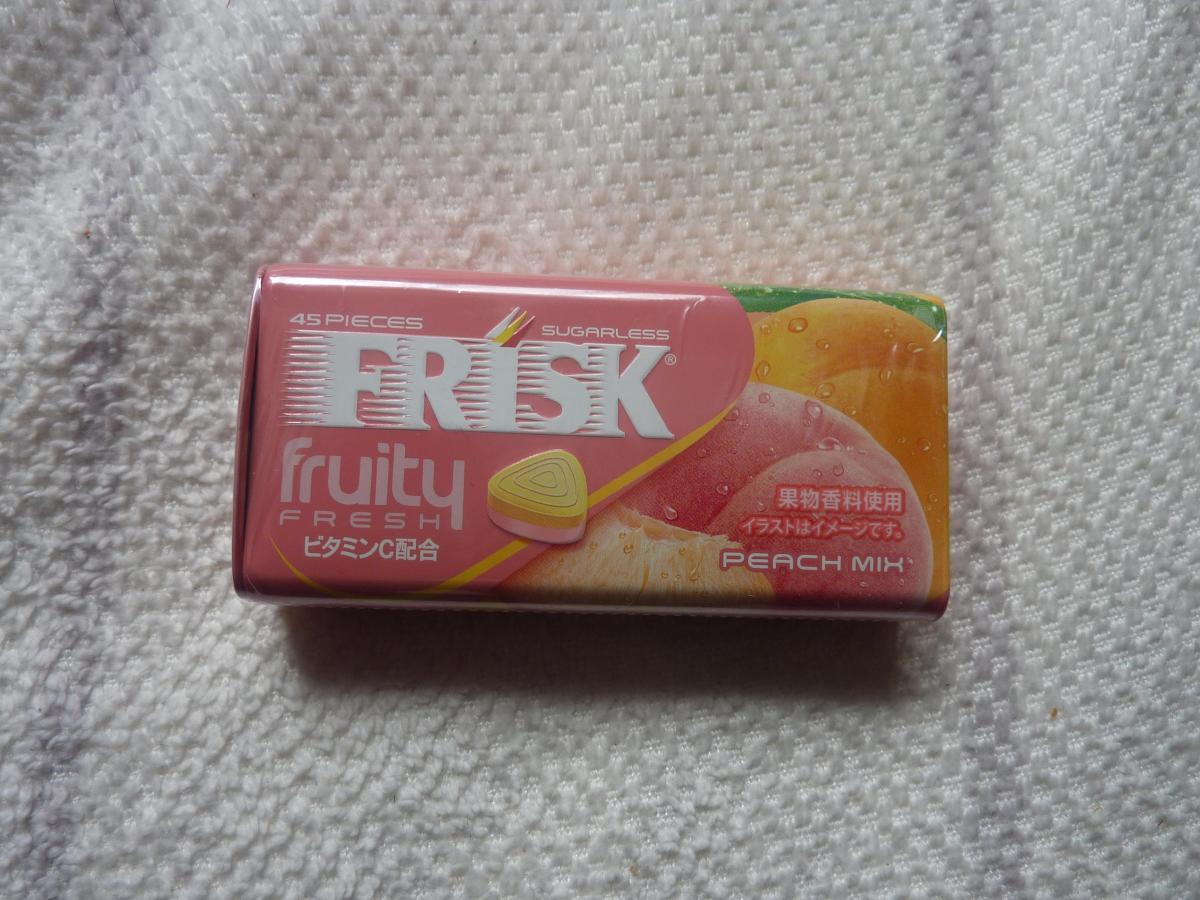 45 PIECES
SUGARLESS
FRISK®
fruity
FRESH
ビタミンC配合
果物香料使用
イラストはイメージです。
PEACH MIX